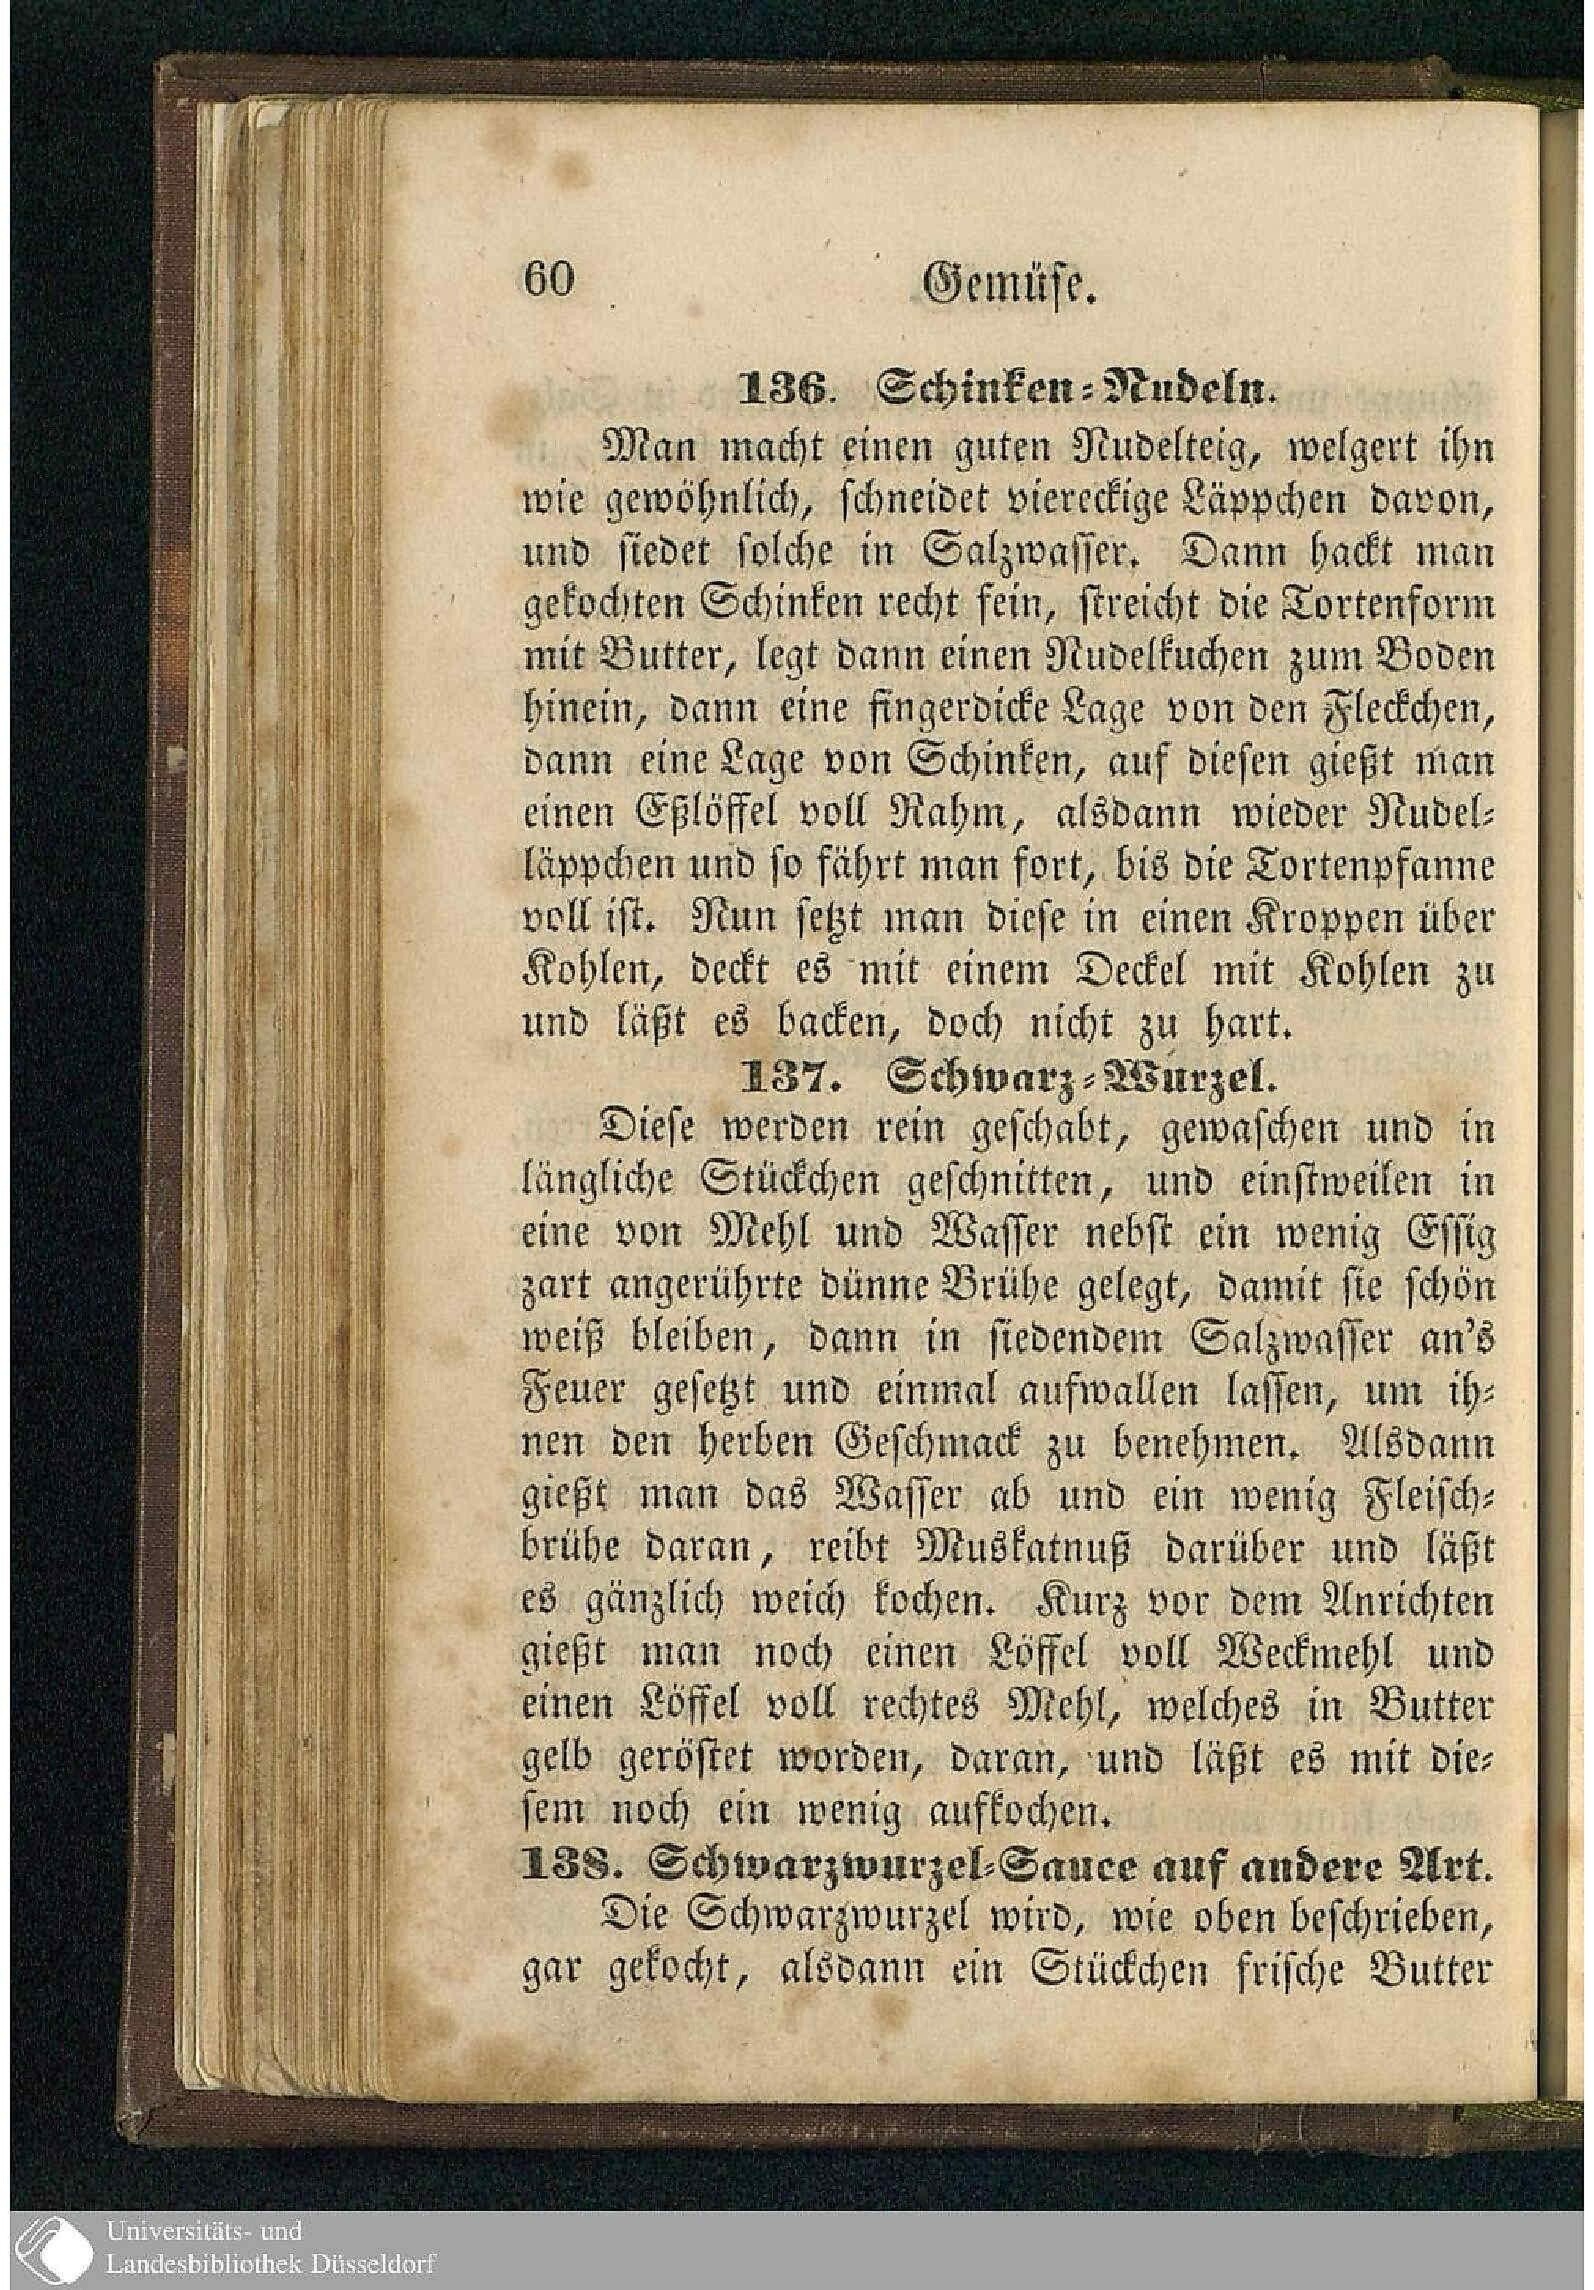 60
Gemüse.
136. Schinken-Nudeln.
Man macht einen guten Nudelteig, welgert ihn
wie gewöhnlich, schneidet viereckige Läppchen davon,
und siedet solche in Salzwasser. Dann hackt man
gekochten Schinken recht fein, streicht die Tortenform
mit Butter, legt dann einen Nudelkuchen zum Boden
hinein, dann eine fingerdicke Lage von den Fleckchen,
dann eine Lage von Schinken, auf diesen gießt man
einen Eßlöffel voll Rahm, alsdann wieder Nudel-
läppchen und so fährt man fort, bis die Tortenpfanne
voll ist. Nun setzt man diese in einen Kroppen über
Kohlen, deckt es mit einem Deckel mit Kohlen zu
und läßt es backen, doch nicht zu hart.
137. Schwarz-Wurzel.
Diese werden rein geschabt, gewaschen und in
längliche Stückchen geschnitten, und einstweilen in
eine von Mehl und Wasser nebst ein wenig Essig
zart angerührte dünne Brühe gelegt, damit sie schön
weiß bleiben, dann in siedendem Salzwasser an's
Feuer gesetzt und einmal aufwallen lassen, um ih-
nen den herben Geschmack zu benehmen. Alsdann
gießt man das Wasser ab und ein wenig Fleisch-
brühe daran, reibt Muskatnuß darüber und läßt
es gänzlich weich kochen. Kurz vor dem Anrichten
gießt man noch einen Löffel voll Weckmehl und
einen Löffel voll rechtes Mehl, welches in Butter
gelb geröstet worden, daran, und läßt es mit die-
sem noch ein wenig aufkochen.
138. Schwarzwurzel-Sauce auf andere Art.
Die Schwarzwurzel wird, wie oben beschrieben,
gar gekocht, alsdann ein Stückchen frische Butter
Universitäts- und
Landesbibliothek Düsseldorf